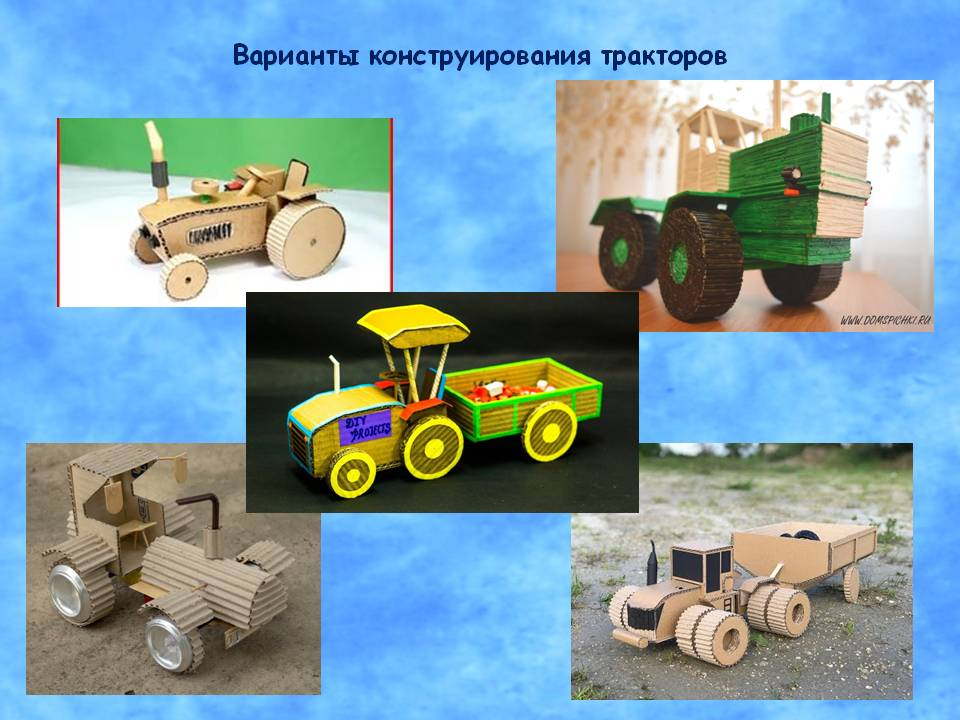 Варианты конструирования тракторов
WWW.DOMSPICHKI.RU
DIY
PROJECTS